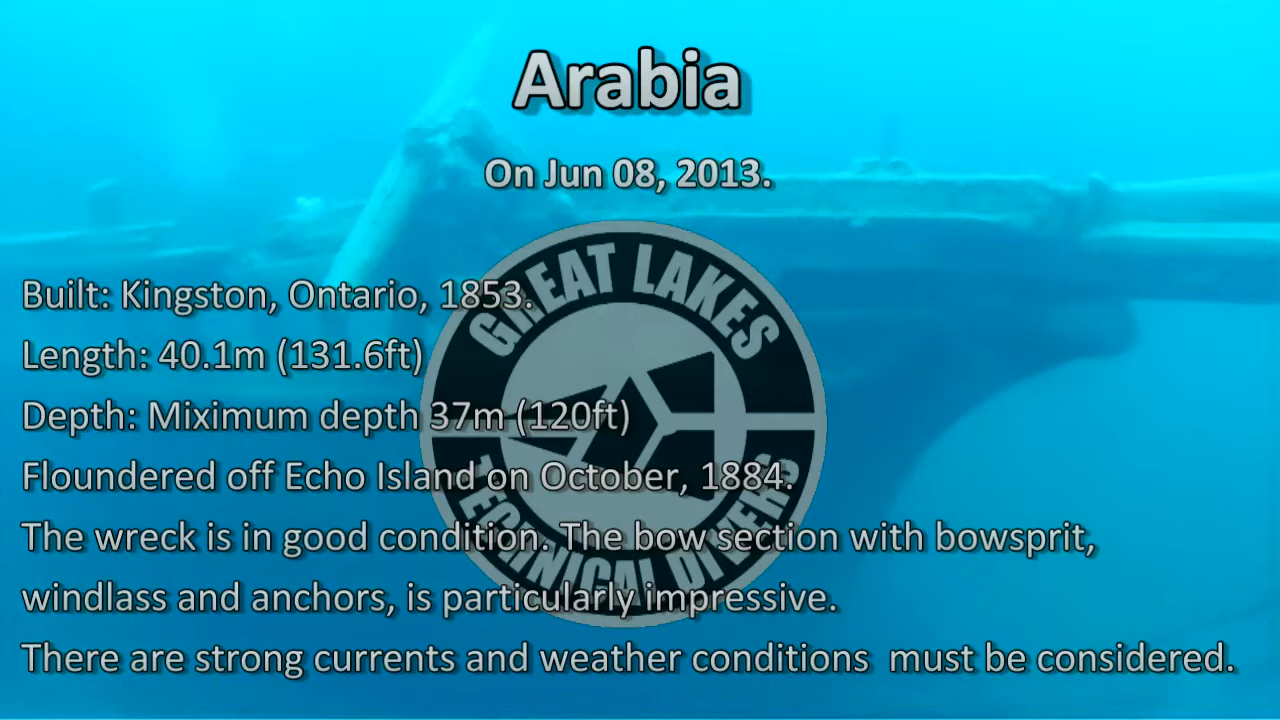 Arabia
On Jun 08, 2013.
GREAT LAKES
Built: Kingston, Ontario, 1853.
Length: 40.1m (131.6ft)
Depth: Miximum depth 37m (120ft)
Floundered off Echo Island on October, 1884.
The wreck is in good condition. The bow section with bowsprit,
windlass and anchors, is particularly impressive.
There are strong currents and weather conditions  must be considered.
TECHNICAL DIVERS